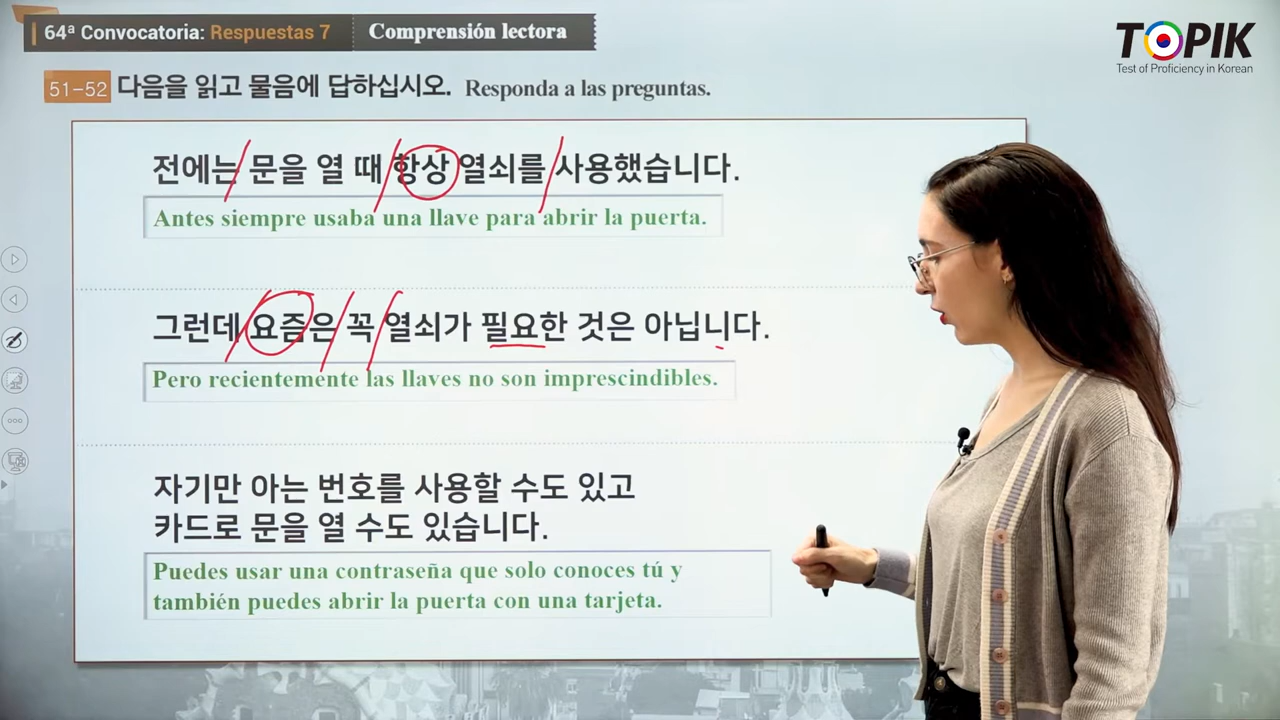 64ª Convocatoria: Respuestas 7 Comprensión lectora
TOPIK
Test of Proficiency in Korean
51-52 다음을 읽고 물음에 답하십시오. Responda a las preguntas.
전에는 문을 열 때 항상 열쇠를 사용했습니다.
Antes siempre usaba una llave para abrir la puerta.
그런데 요즘은 꼭 열쇠가 필요한 것은 아닙니다.
Pero recientemente las llaves no son imprescindibles.
자기만 아는 번호를 사용할 수도 있고
카드로 문을 열 수도 있습니다.
Puedes usar una contraseña que solo conoces tú y
también puedes abrir la puerta con una tarjeta.